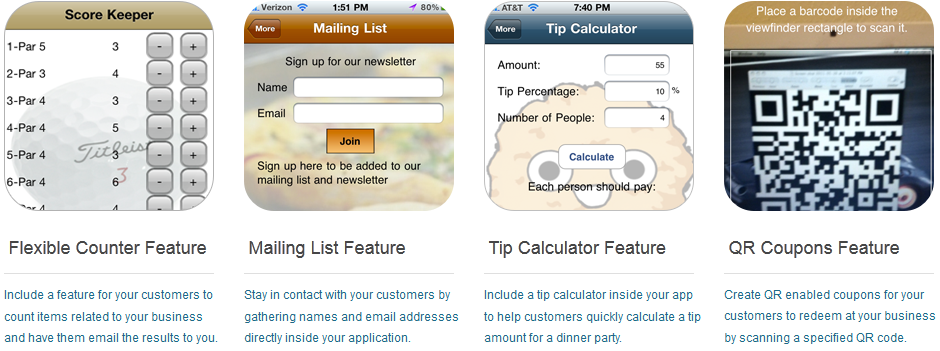 Score Keeper
1-Par 5 3 - +
2-Par 3 4 - +
3-Par 4 3 - +
4-Par 4 5 - +
5-Par 4 3 - +
6-Par 4 6 - +
7-Par 4 4 - +
Titleist
3
Flexible Counter Feature
Include a feature for your customers to
count items related to your business
and have them email the results to you.
Verizon 1:51 PM 80%
More Mailing List
Sign up for our newsletter
Name
Email
Join
Sign up here to be added to our
mailing list and newsletter
Mailing List Feature
Stay in contact with your customers by
gathering names and email addresses
directly inside your application.
AT&T 7:40 PM
More Tip Calculator
Amount: 55
Tip Percentage: 10 %
Number of People: 4
Calculate
Each person should pay:
Tip Calculator Feature
Include a tip calculator inside your app
to help customers quickly calculate a tip
amount for a dinner party.
Place a barcode inside the
viewfinder rectangle to scan it.
QR Coupons Feature
Create QR enabled coupons for your
customers to redeem at your business
by scanning a specified QR code.